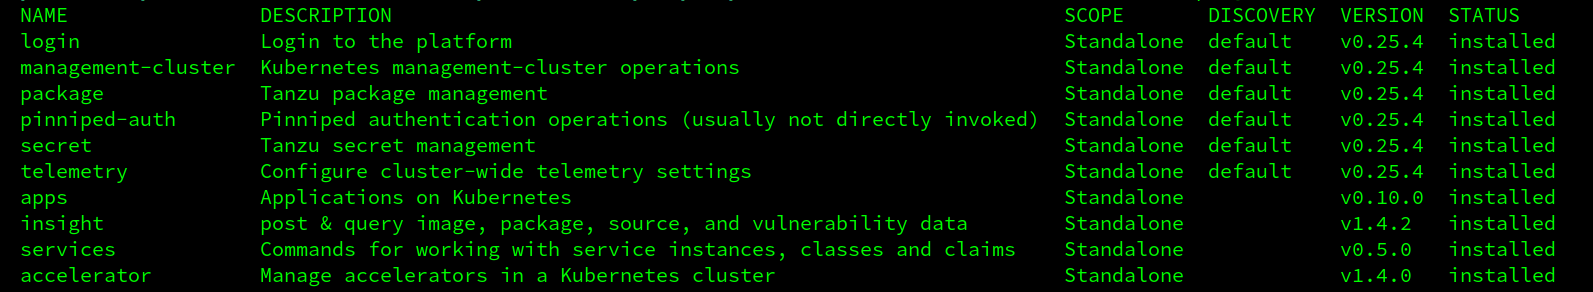 NAME DESCRIPTION SCOPE DISCOVERY VERSION STATUS
login Login to the platform Standalone default v0.25.4 installed
management-cluster Kubernetes management-cluster operations Standalone default v0.25.4 installed
package Tanzu package management Standalone default v0.25.4 installed
pinniped-auth Pinniped authentication operations (usually not directly invoked) Standalone default v0.25.4 installed
secret Tanzu secret management Standalone default v0.25.4 installed
telemetry Configure cluster-wide telemetry settings Standalone default v0.25.4 installed
apps Applications on Kubernetes Standalone v0.10.0 installed
insight post & query image, package, source, and vulnerability data Standalone v1.4.2 installed
services Commands for working with service instances, classes and claims Standalone v0.5.0 installed
accelerator Manage accelerators in a Kubernetes cluster Standalone v1.4.0 installed